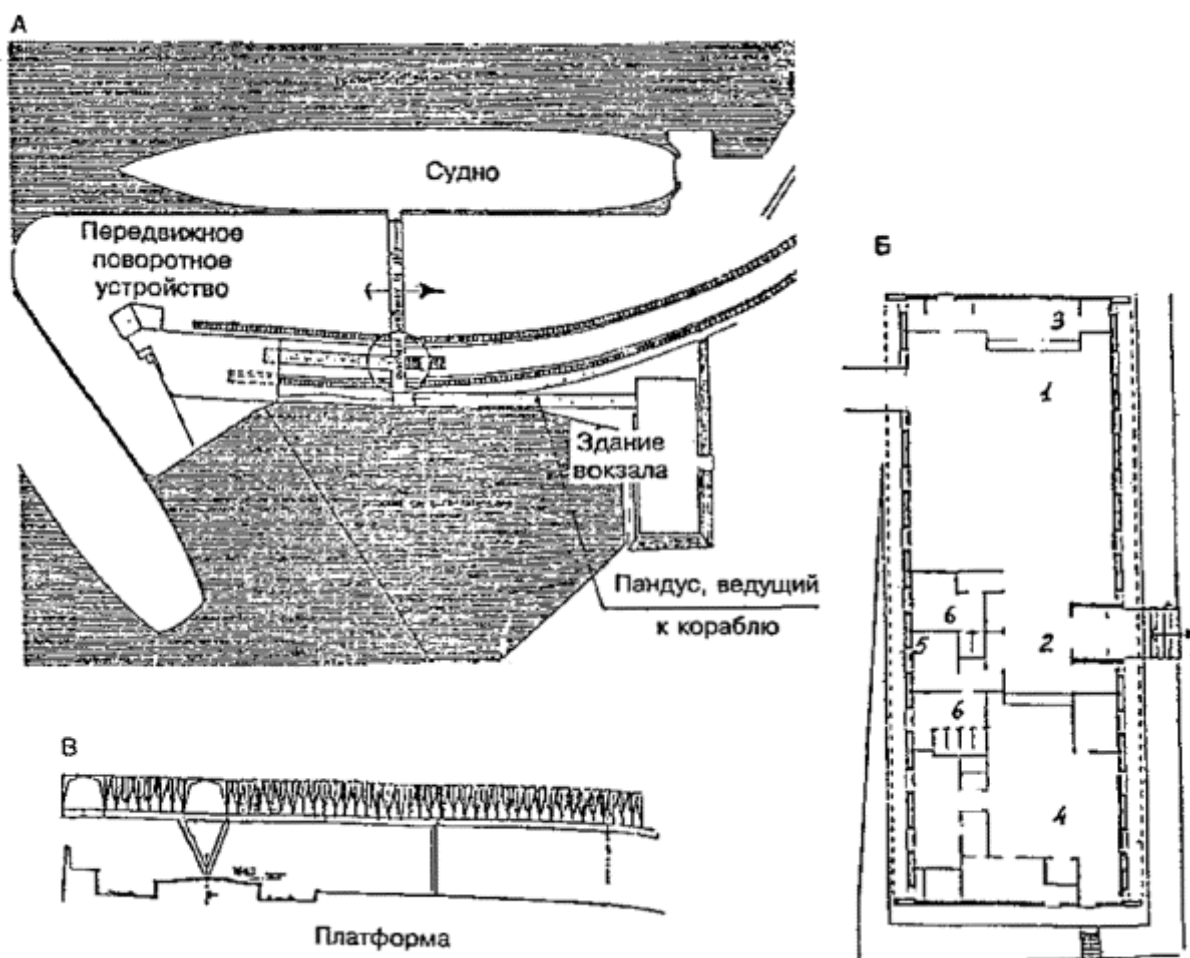 А
Судно
Передвижное
поворотное
устройство
Здание
вокзала
Пандус, ведущий
к кораблю
Б
3
1
6
5
2
6
4
В
Платформа